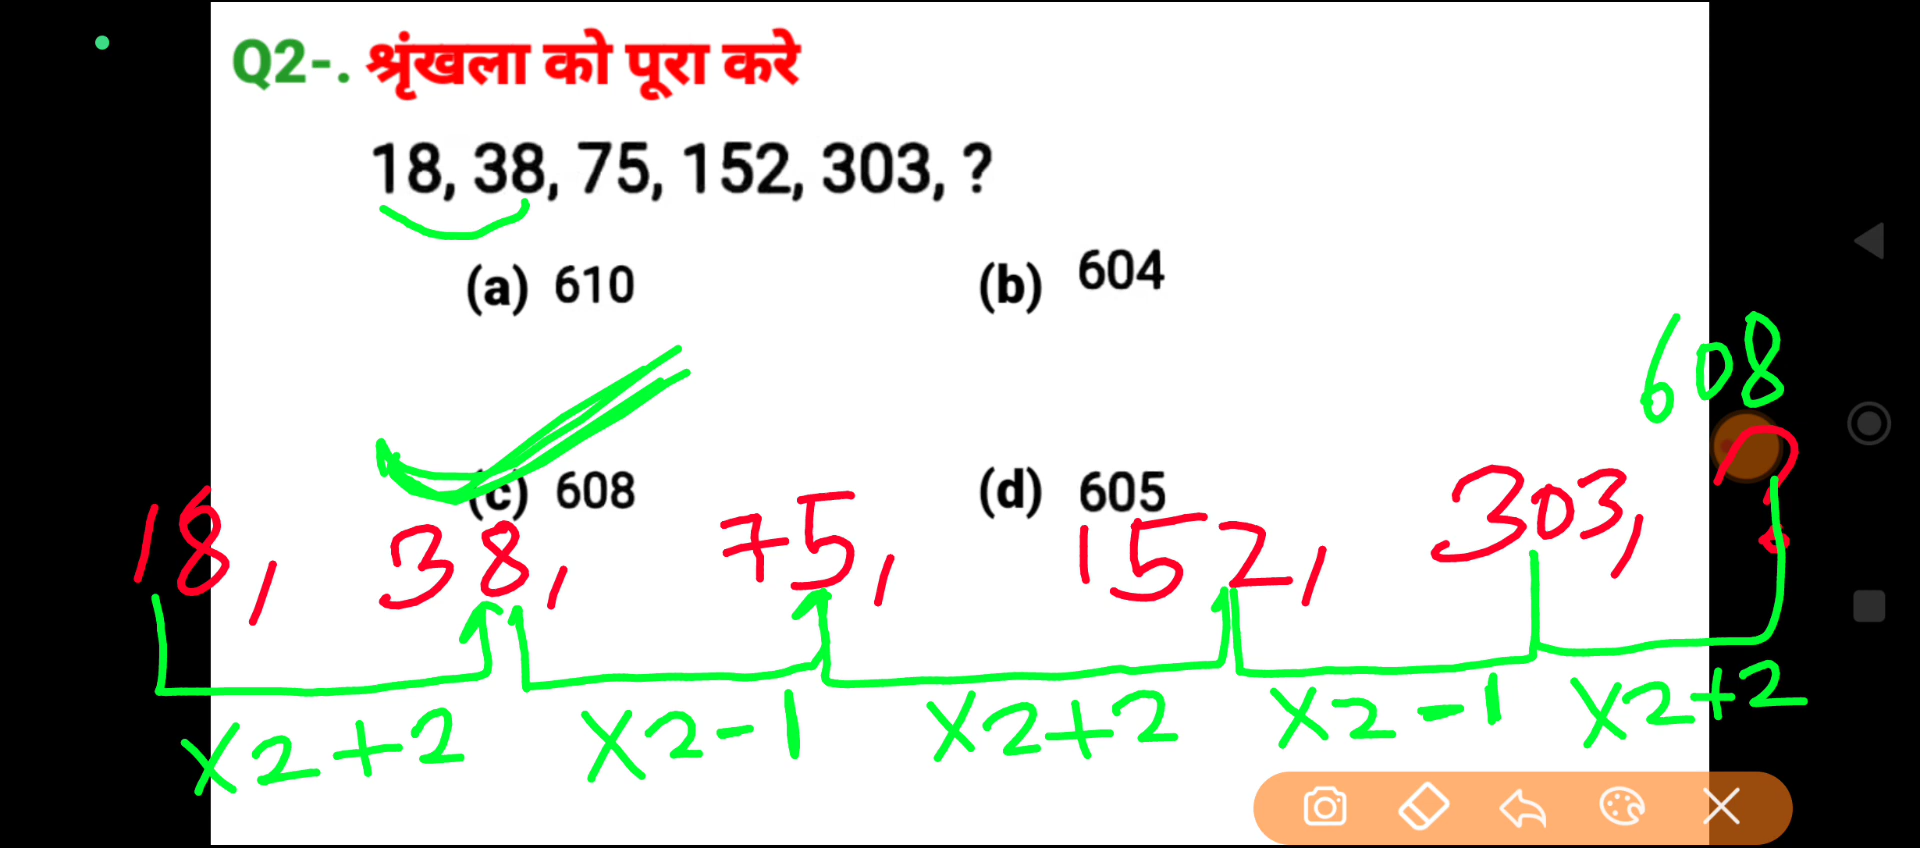 Q2-. श्रृंखला को पूरा करे
18, 38, 75, 152, 303, ?
(a) 610
(b) 604
608
(c) 608
(d) 605
18, 38, 75, 152, 303, ?
x2+2 x2-1 x2+2 x2-1 x2+2